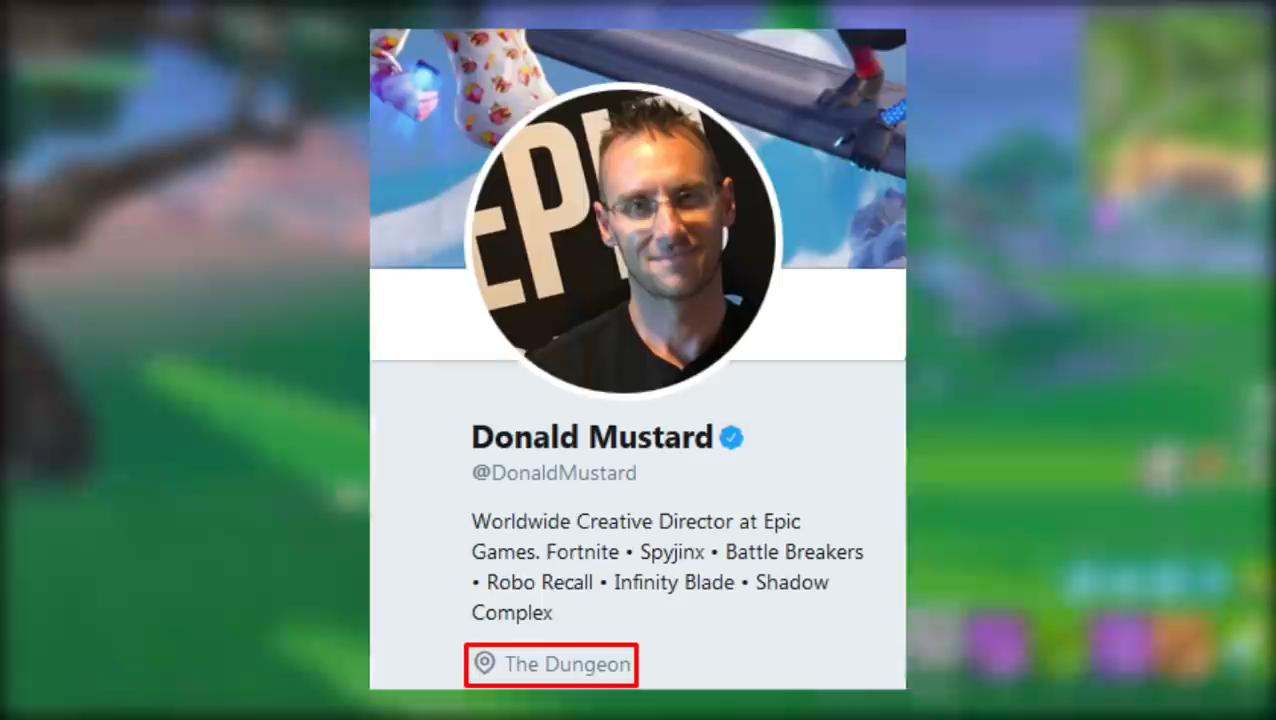 EPI
Donald Mustard
@DonaldMustard
Worldwide Creative Director at Epic
Games. Fortnite • Spyjinx • Battle Breakers
• Robo Recall • Infinity Blade • Shadow
Complex
The Dungeon